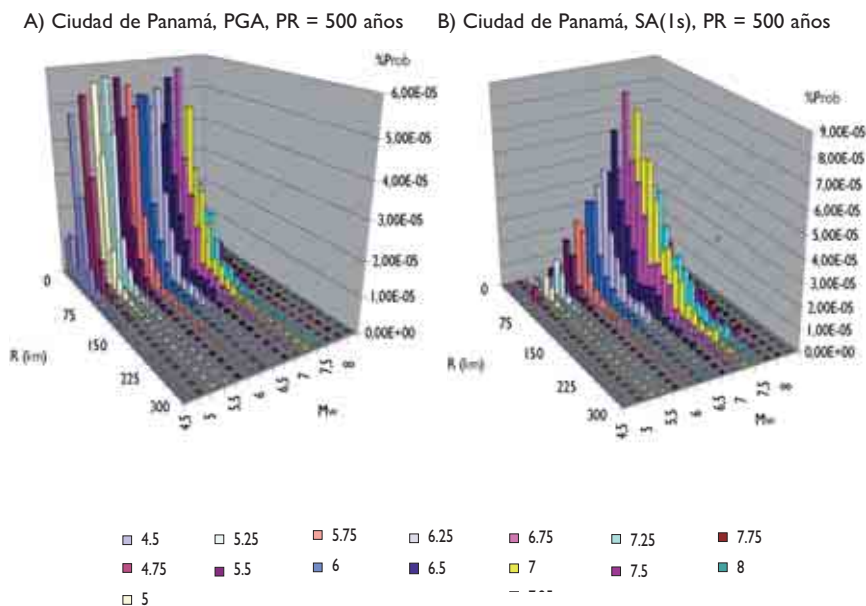 A) Ciudad de Panamá, PGA, PR = 500 años
B) Ciudad de Panamá, SA(1s), PR = 500 años
%Prob
6,00E-05
5,00E-05
4,00E-05
3,00E-05
2,00E-05
1,00E-05
0,00E+00
0
75
150
225
300
R (km)
4.5
5
5.5
6
6.5
7
7.5
8
Mw
%Prob
9,00E-05
8,00E-05
7,00E-05
6,00E-05
5,00E-05
4,00E-05
3,00E-05
2,00E-05
1,00E-05
0,00E+00
0
75
150
225
300
R (km)
4.5
5
5.5
6
6.5
7
7.5
8
Mw
4.5 5.25 5.75 6.25 6.75 7.25 7.75
4.75 5.5 6 6.5 7 7.5 8
5